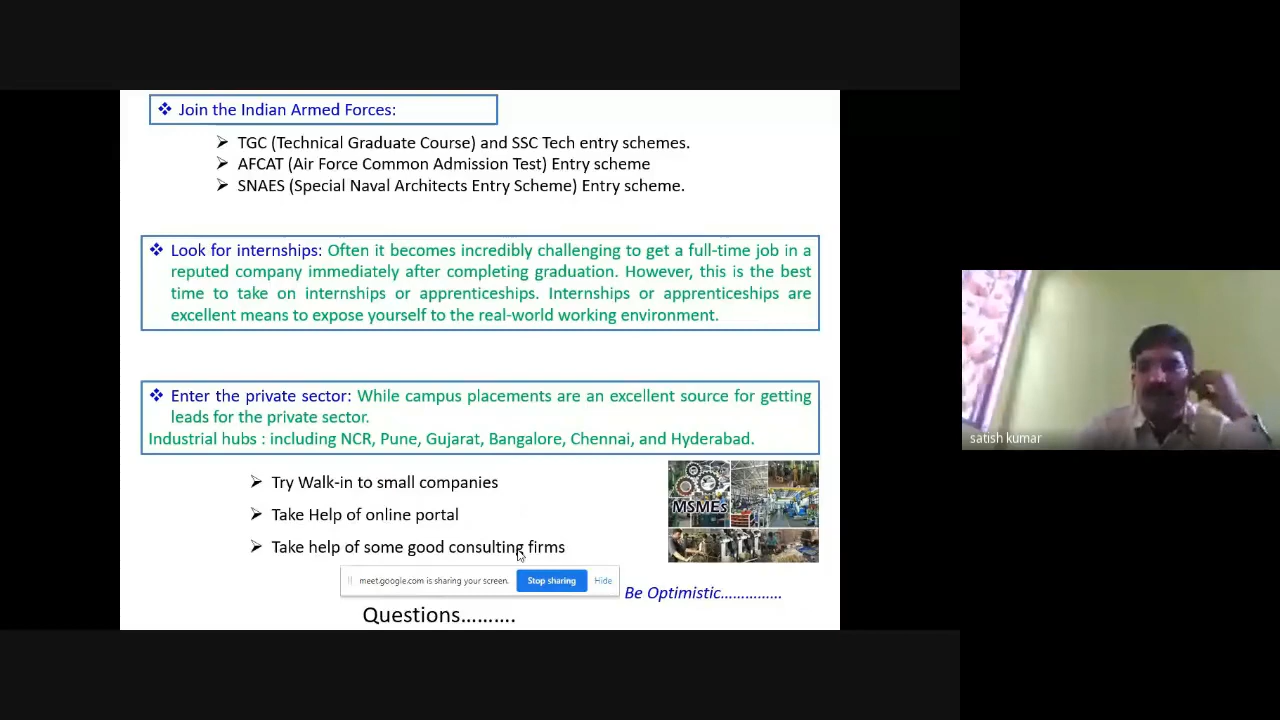 ❖ Join the Indian Armed Forces:
➢ TGC (Technical Graduate Course) and SSC Tech entry schemes.
➢ AFCAT (Air Force Common Admission Test) Entry scheme
➢ SNAES (Special Naval Architects Entry Scheme) Entry scheme.
❖ Look for internships: Often it becomes incredibly challenging to get a full-time job in a
reputed company immediately after completing graduation. However, this is the best
time to take on internships or apprenticeships. Internships or apprenticeships are
excellent means to expose yourself to the real-world working environment.
❖ Enter the private sector: While campus placements are an excellent source for getting
leads for the private sector.
Industrial hubs : including NCR, Pune, Gujarat, Bangalore, Chennai, and Hyderabad.
➢ Try Walk-in to small companies
➢ Take Help of online portal
➢ Take help of some good consulting firms
MSMEs
meet.google.com is sharing your screen. Stop sharing Hide
Be Optimistic...............
Questions..........
satish kumar